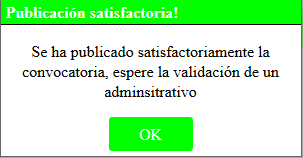 Publicación satisfactoria!
Se ha publicado satisfactoriamente la
convocatoria, espere la validación de un
adminsitrativo
OK